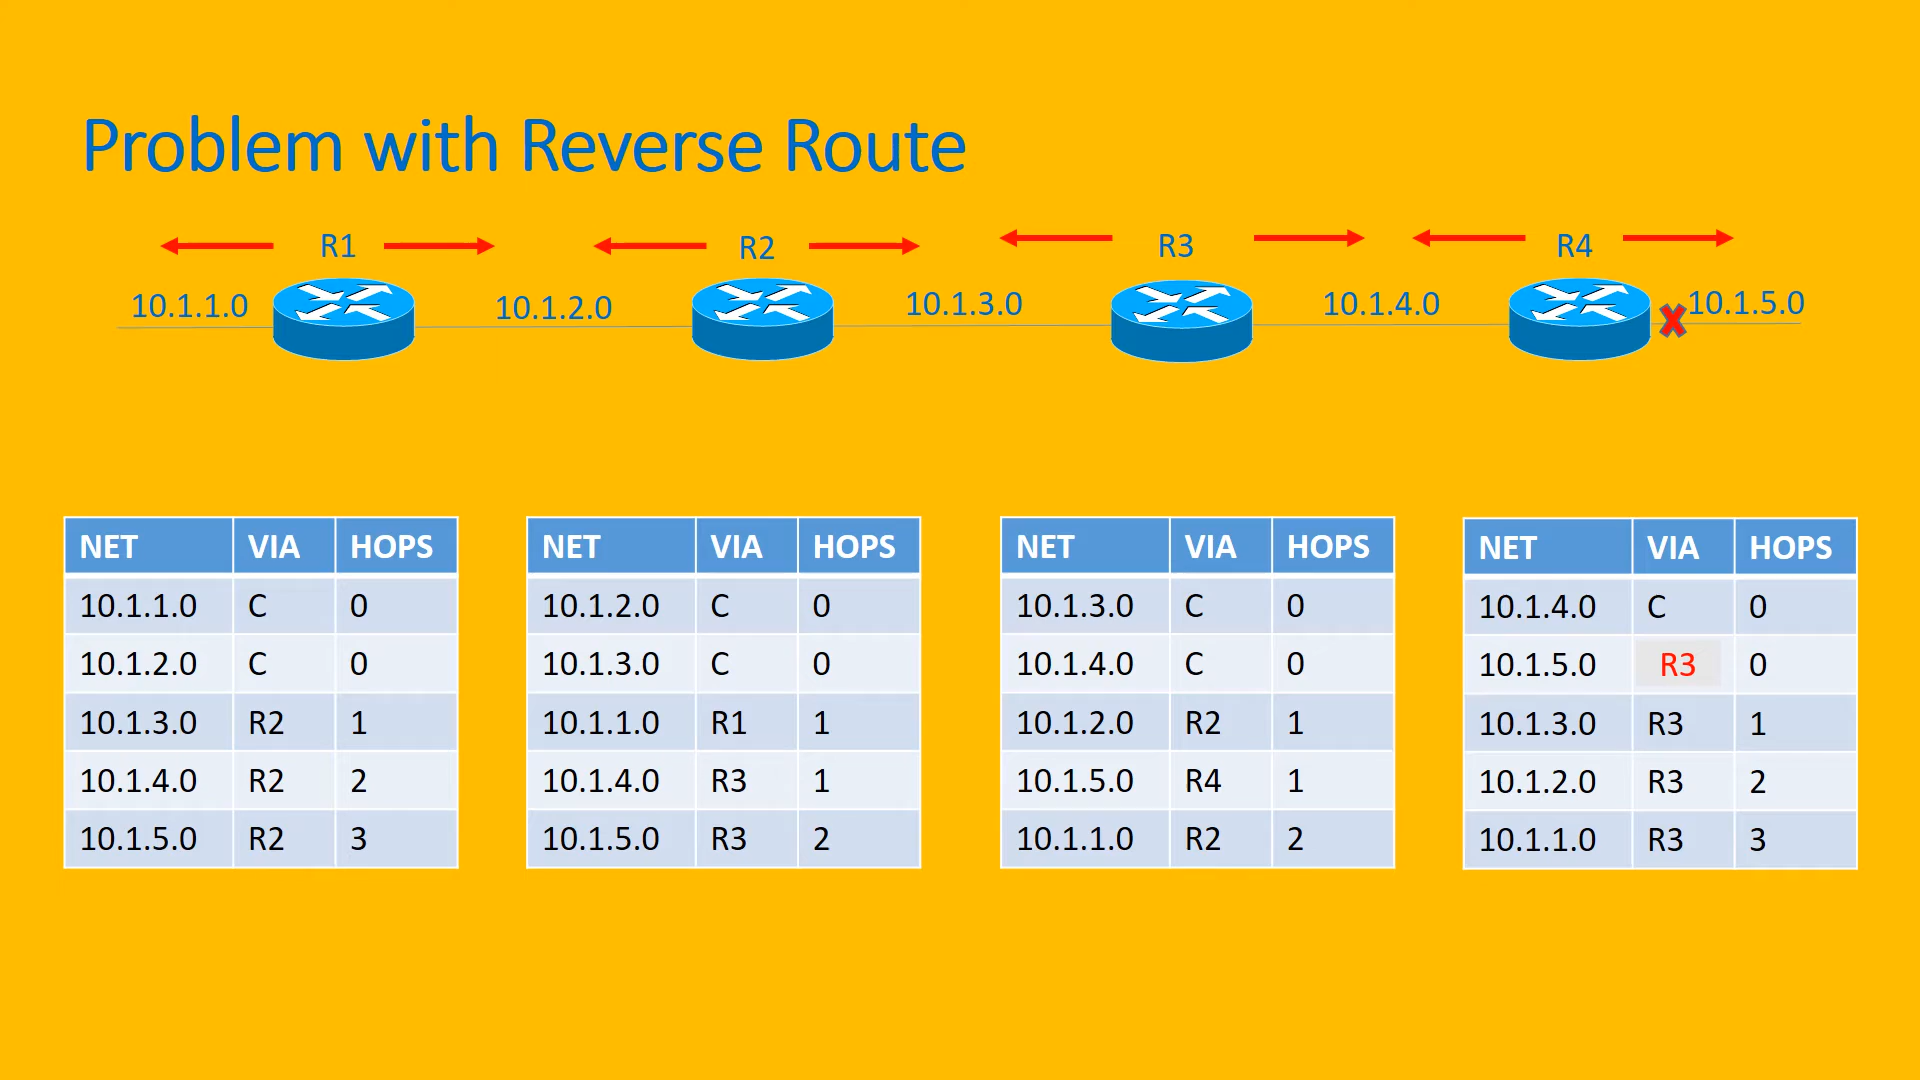 Problem with Reverse Route
R1 R2 R3 R4
10.1.1.0 10.1.2.0 10.1.3.0 10.1.4.0 10.1.5.0
NET VIA HOPS
10.1.1.0 C 0
10.1.2.0 C 0
10.1.3.0 R2 1
10.1.4.0 R2 2
10.1.5.0 R2 3
NET VIA HOPS
10.1.2.0 C 0
10.1.3.0 C 0
10.1.1.0 R1 1
10.1.4.0 R3 1
10.1.5.0 R3 2
NET VIA HOPS
10.1.3.0 C 0
10.1.4.0 C 0
10.1.2.0 R2 1
10.1.5.0 R4 1
10.1.1.0 R2 2
NET VIA HOPS
10.1.4.0 C 0
10.1.5.0 R3 0
10.1.3.0 R3 1
10.1.2.0 R3 2
10.1.1.0 R3 3